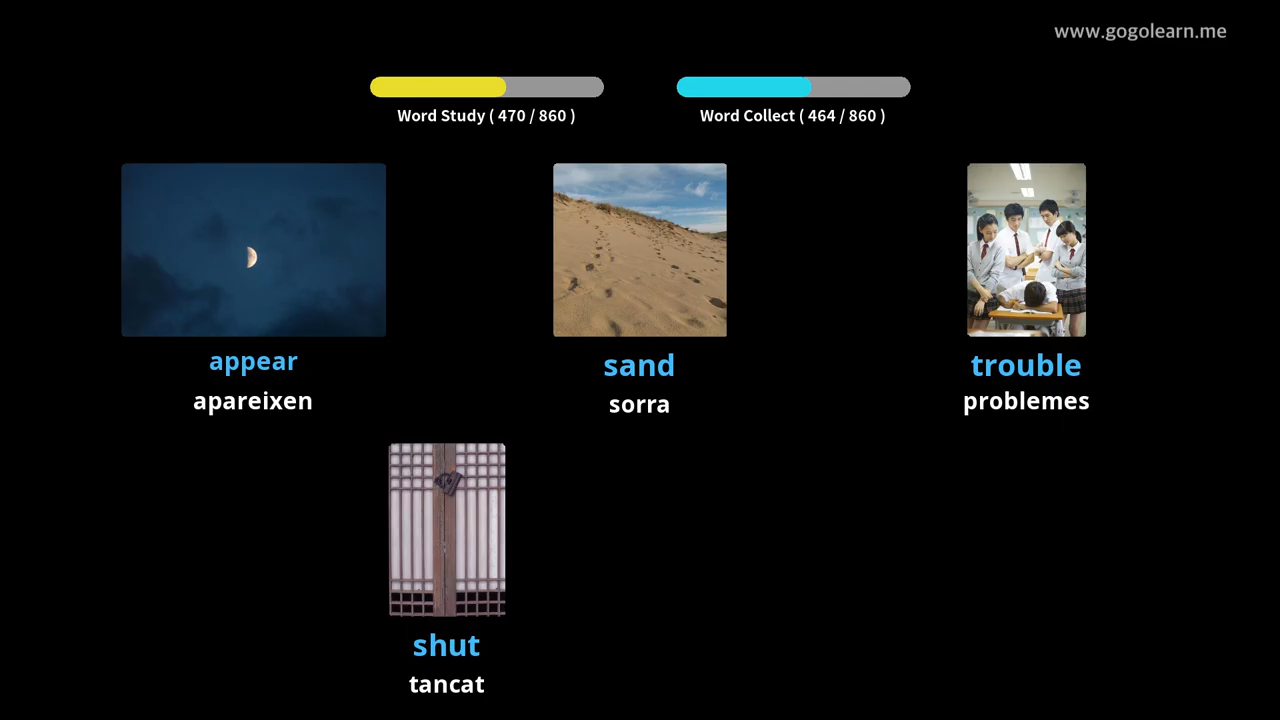 www.gogolearn.me
Word Study ( 470 / 860 )
Word Collect ( 464 / 860 )
appear
apareixen
sand
sorra
trouble
problemes
shut
tancat